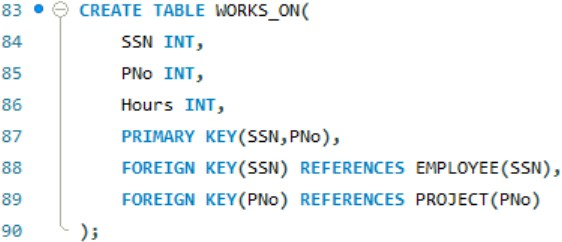 83 CREATE TABLE WORKS_ON(
84 SSN INT,
85 PNo INT,
86 Hours INT,
87 PRIMARY KEY(SSN,PNo),
88 FOREIGN KEY(SSN) REFERENCES EMPLOYEE(SSN),
89 FOREIGN KEY(PNo) REFERENCES PROJECT(PNo)
90 );